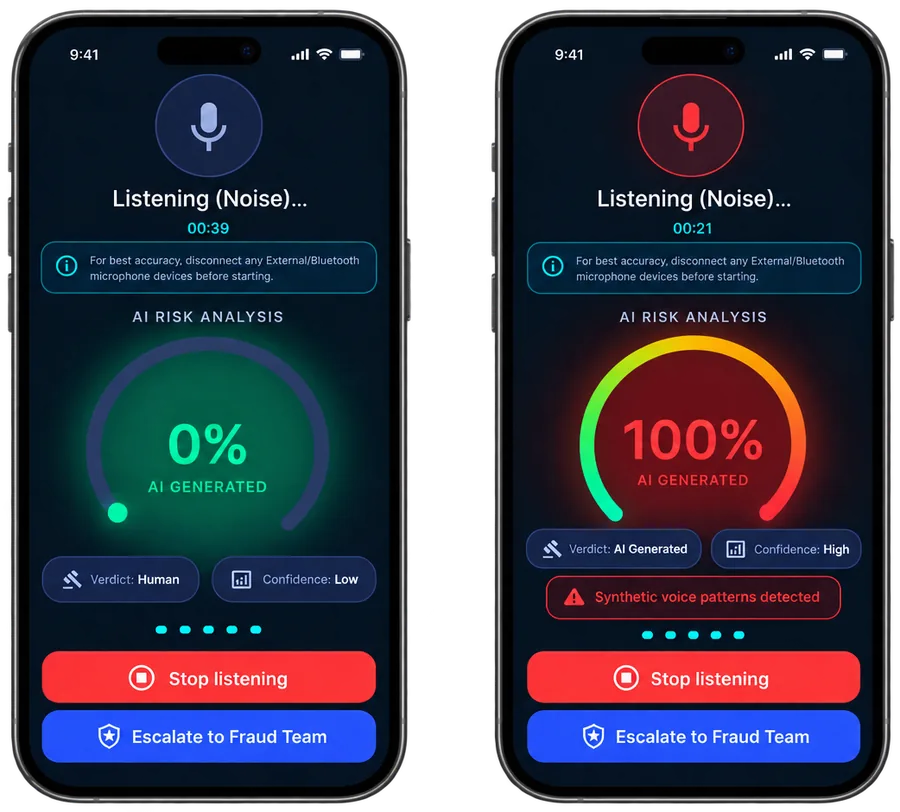 9:41
Listening (Noise)...
00:39
For best accuracy, disconnect any External/Bluetooth
microphone devices before starting.
AI RISK ANALYSIS
0%
AI GENERATED
Verdict: Human
Confidence: Low
Stop listening
Escalate to Fraud Team
9:41
Listening (Noise)...
00:21
For best accuracy, disconnect any External/Bluetooth
microphone devices before starting.
AI RISK ANALYSIS
100%
AI GENERATED
Verdict: AI Generated
Confidence: High
Synthetic voice patterns detected
Stop listening
Escalate to Fraud Team